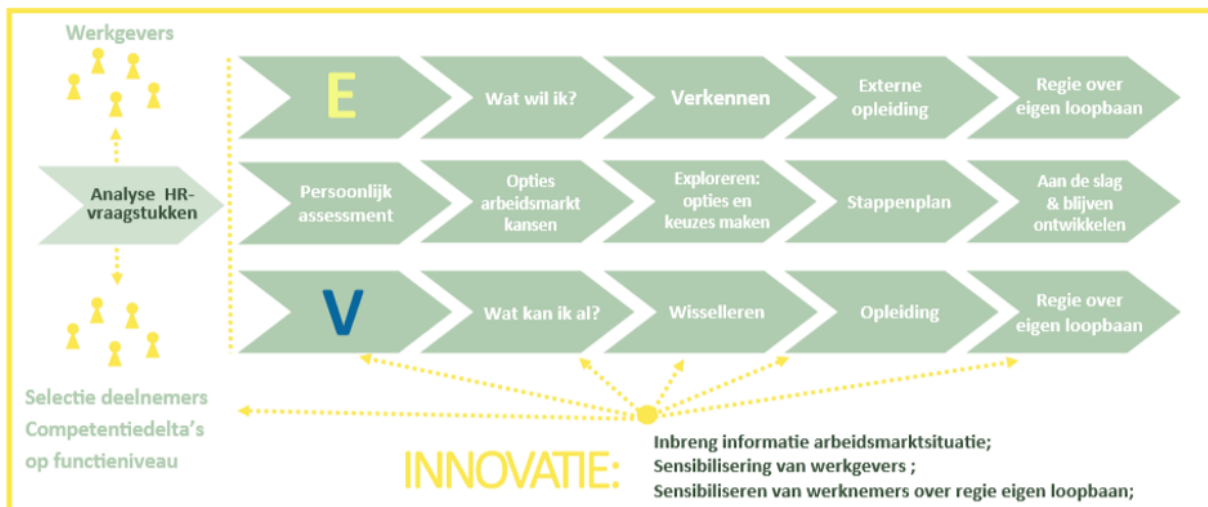 Werkgevers
Analyse HR-
vraagstukken
Selectie deelnemers
Competentiedelta's
op functieniveau
E
Wat wil ik?
Verkennen
Externe
opleiding
Regie over
eigen loopbaan
Persoonlijk
assessment
Opties
arbeidsmarkt
kansen
Exploreren:
opties en
keuzes maken
Stappenplan
Aan de slag
& blijven
ontwikkelen
V
Wat kan ik al?
Wisselleren
Opleiding
Regie over
eigen loopbaan
INNOVATIE:
Inbreng informatie arbeidsmarktsituatie;
Sensibilisering van werkgevers ;
Sensibiliseren van werknemers over regie eigen loopbaan;